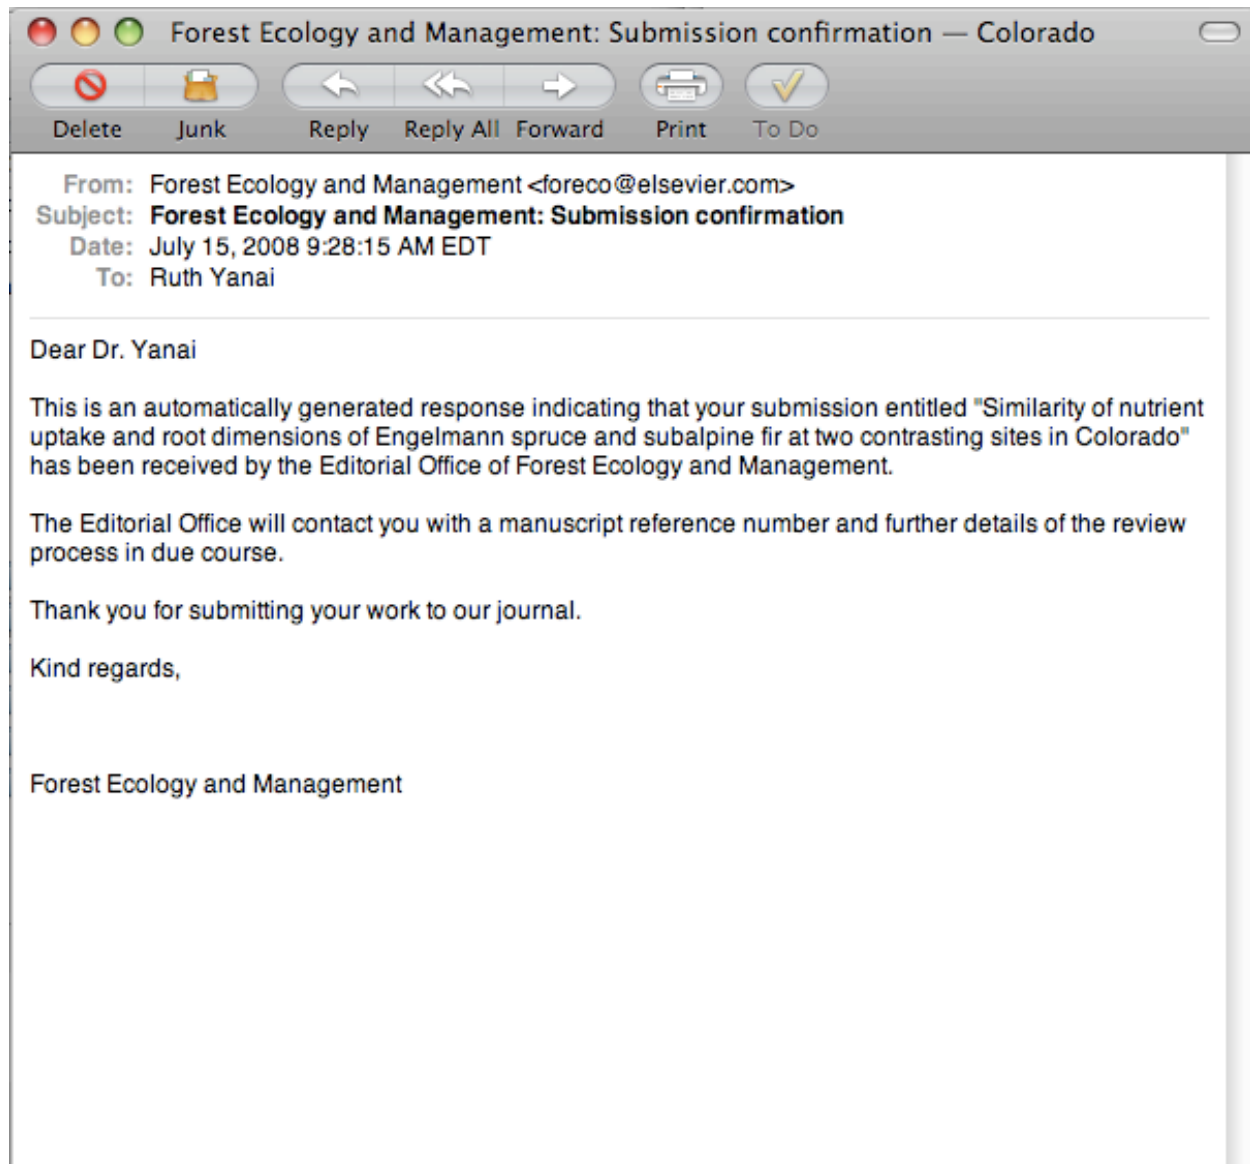 Forest Ecology and Management: Submission confirmation — Colorado
Delete Junk Reply Reply All Forward Print To Do
From: Forest Ecology and Management <foreco@elsevier.com>
Subject: Forest Ecology and Management: Submission confirmation
Date: July 15, 2008 9:28:15 AM EDT
To: Ruth Yanai
Dear Dr. Yanai
This is an automatically generated response indicating that your submission entitled "Similarity of nutrient
uptake and root dimensions of Engelmann spruce and subalpine fir at two contrasting sites in Colorado"
has been received by the Editorial Office of Forest Ecology and Management.
The Editorial Office will contact you with a manuscript reference number and further details of the review
process in due course.
Thank you for submitting your work to our journal.
Kind regards,
Forest Ecology and Management